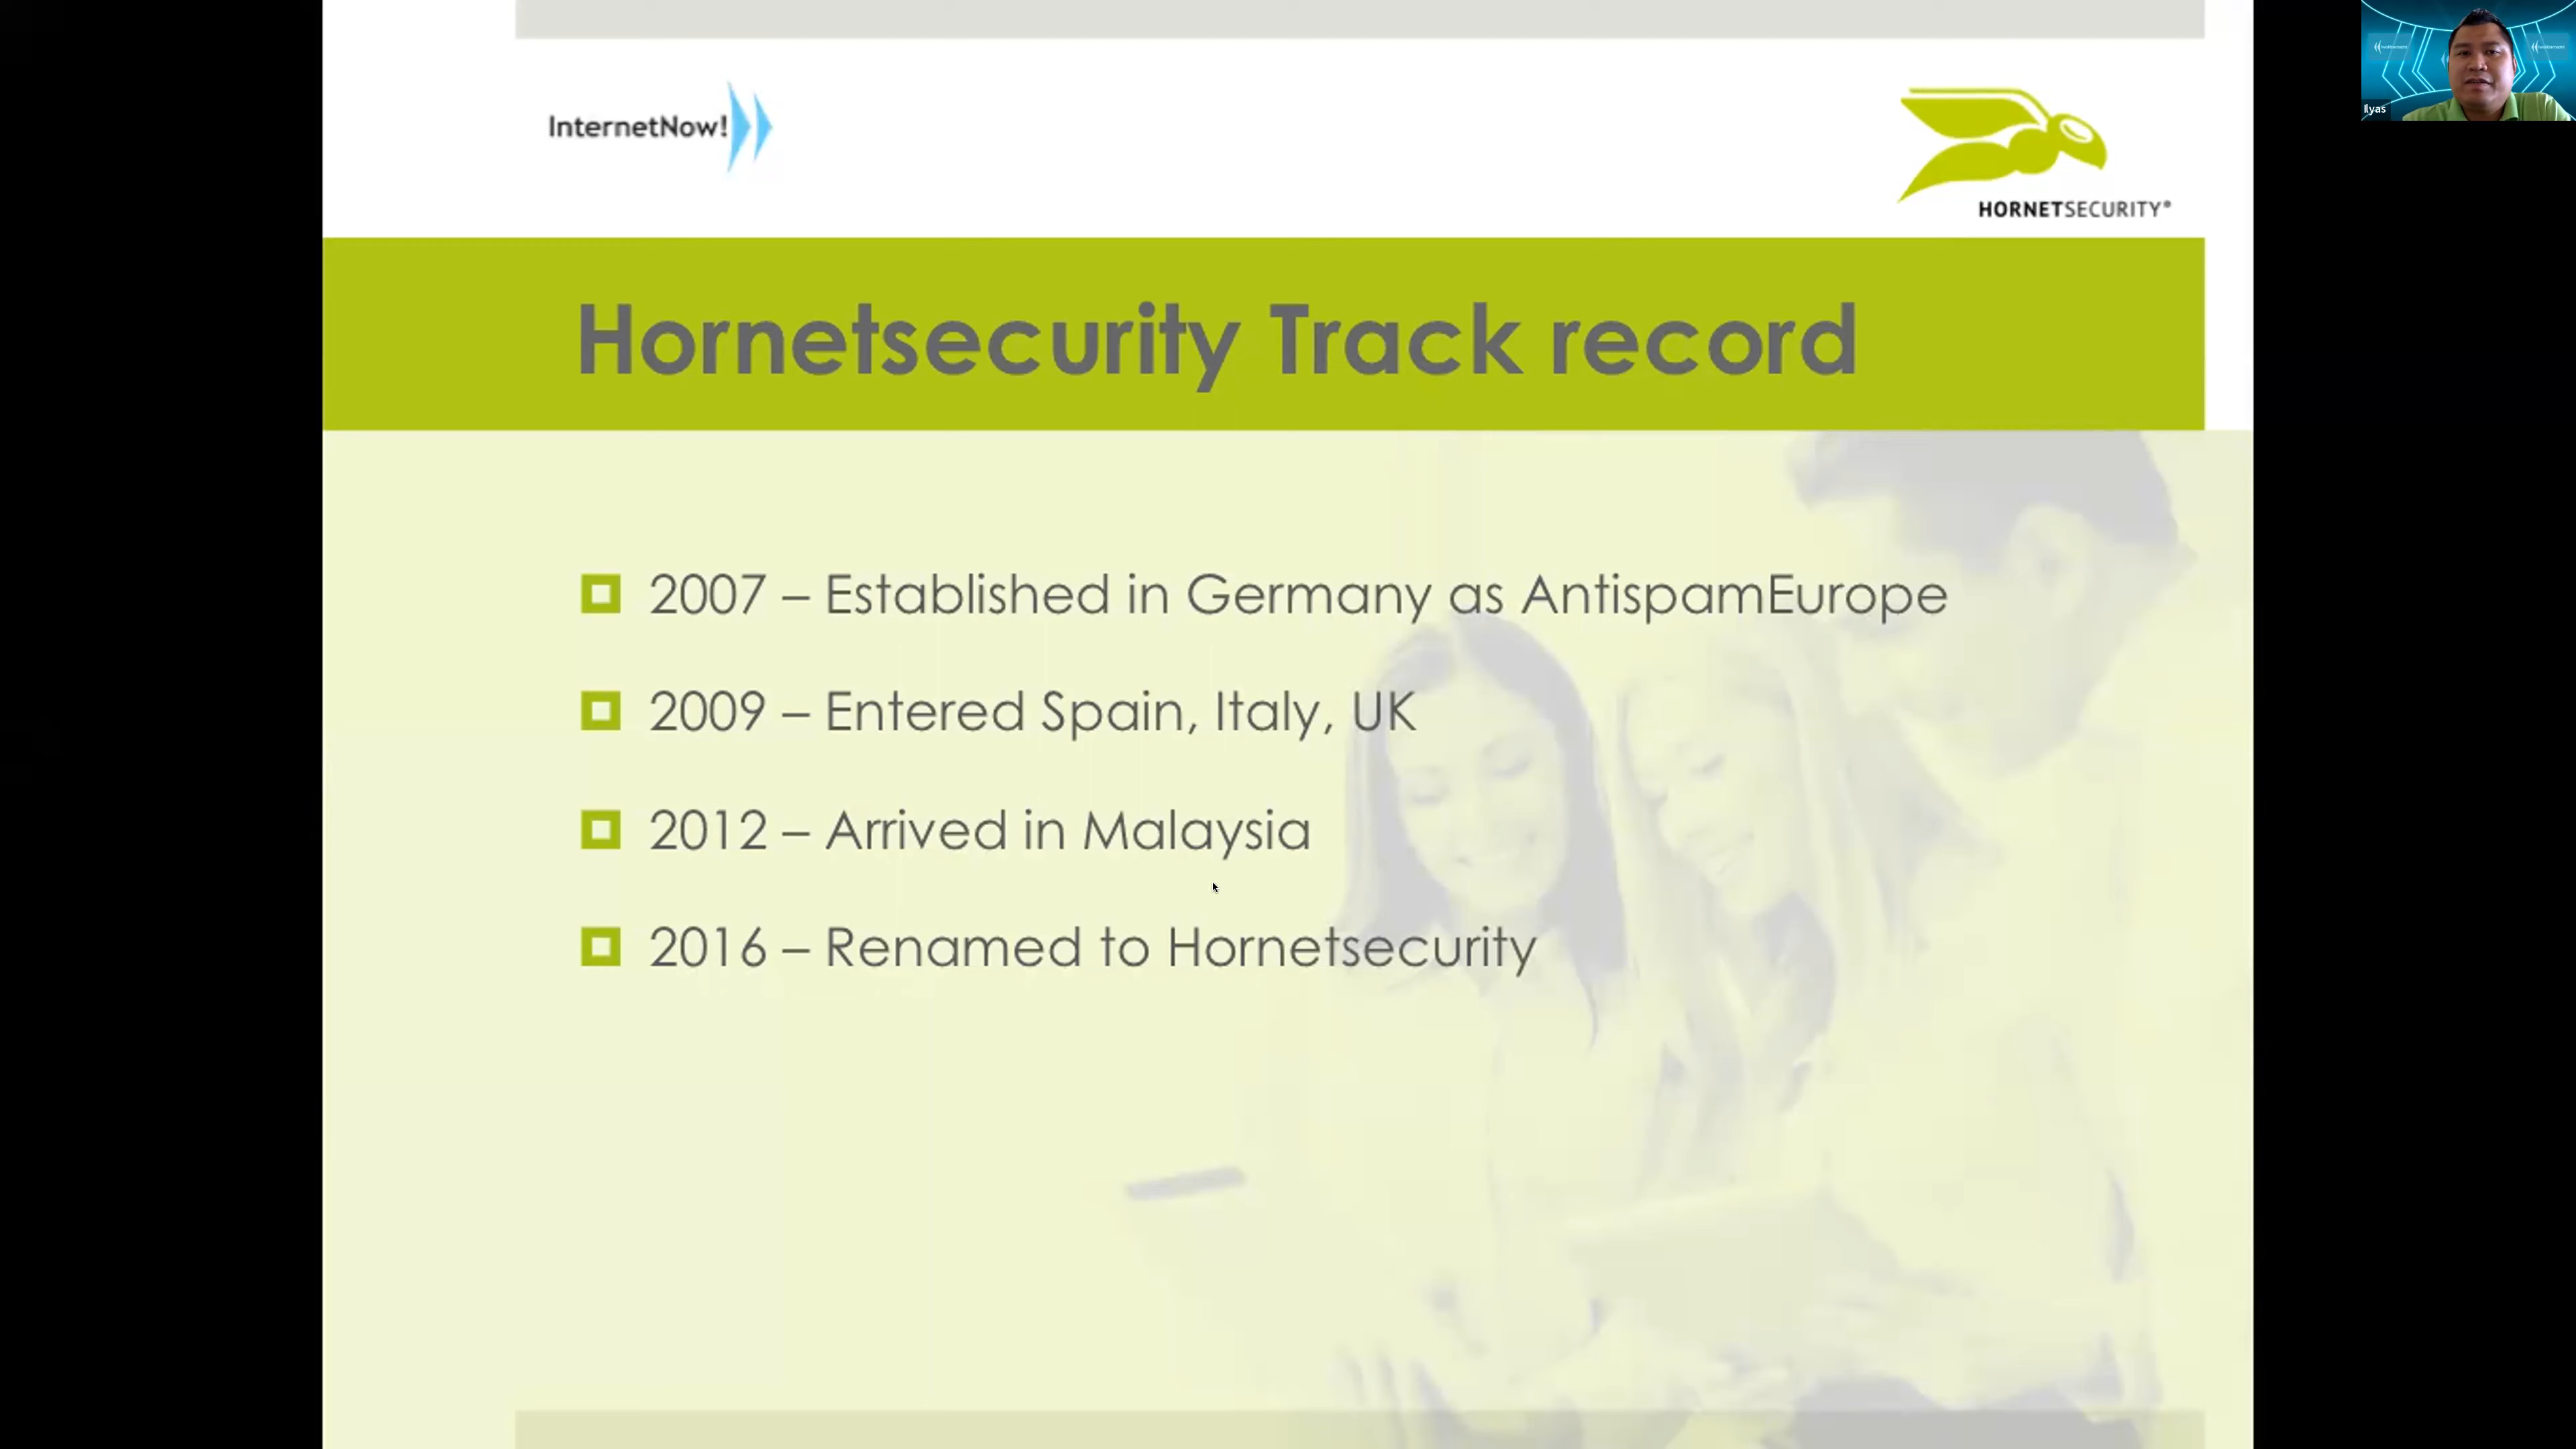 InternetNow!
HORNETSECURITY®
Ilyas
Hornetsecurity Track record
2007 – Established in Germany as AntispamEurope
2009 – Entered Spain, Italy, UK
2012 – Arrived in Malaysia
2016 – Renamed to Hornetsecurity